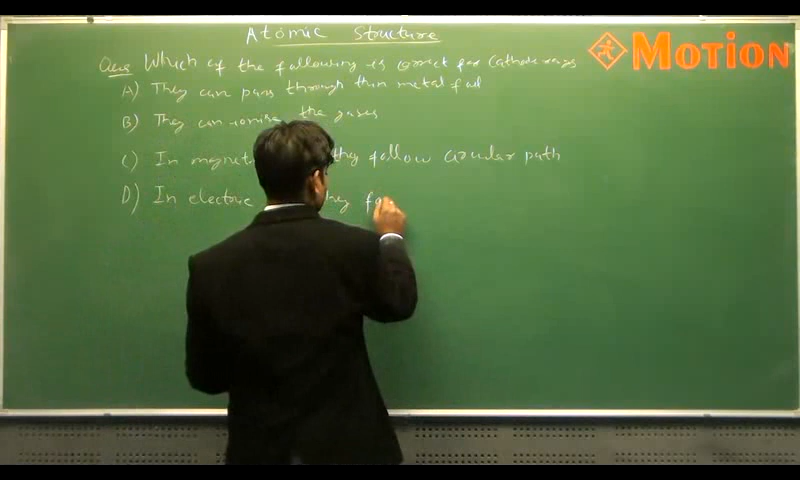 Atomic Structure
MOTION
Ques Which of the following is correct for Cathode rays
A) They can pass through thin metal foil
B) They can ionise the gases
C) In magnet they follow circular path
D) In electric they